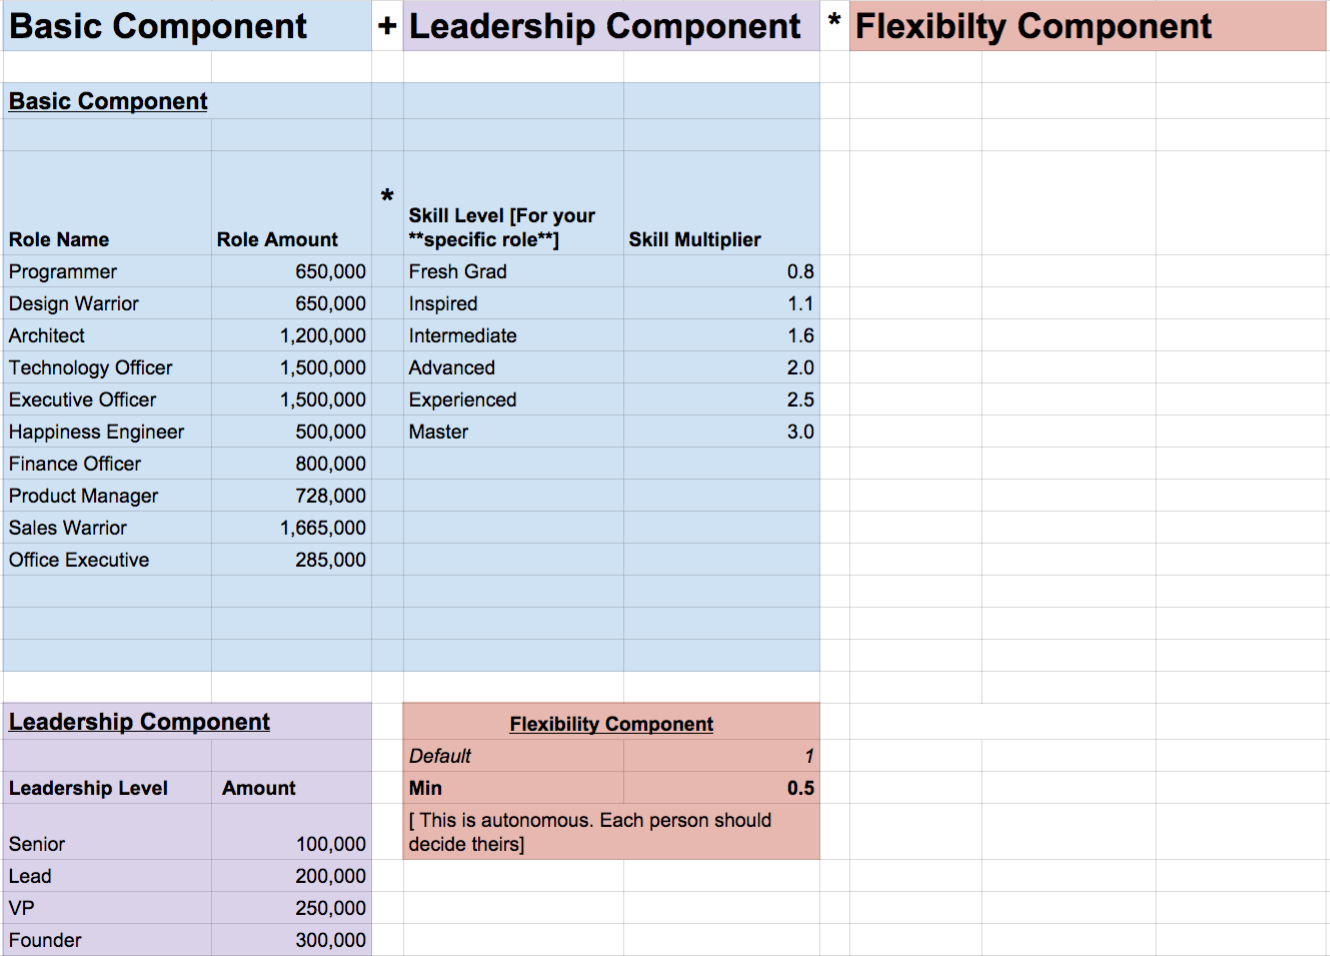 Basic Component + Leadership Component * Flexibilty Component
Basic Component
*
Skill Level [For your
Role Name Role Amount **specific role**] Skill Multiplier
Programmer 650,000 Fresh Grad 0.8
Design Warrior 650,000 Inspired 1.1
Architect 1,200,000 Intermediate 1.6
Technology Officer 1,500,000 Advanced 2.0
Executive Officer 1,500,000 Experienced 2.5
Happiness Engineer 500,000 Master 3.0
Finance Officer 800,000
Product Manager 728,000
Sales Warrior 1,665,000
Office Executive 285,000
Leadership Component
Leadership Level Amount
Senior 100,000
Lead 200,000
VP 250,000
Founder 300,000
Flexibility Component
Default 1
Min 0.5
[ This is autonomous. Each person should
decide theirs]